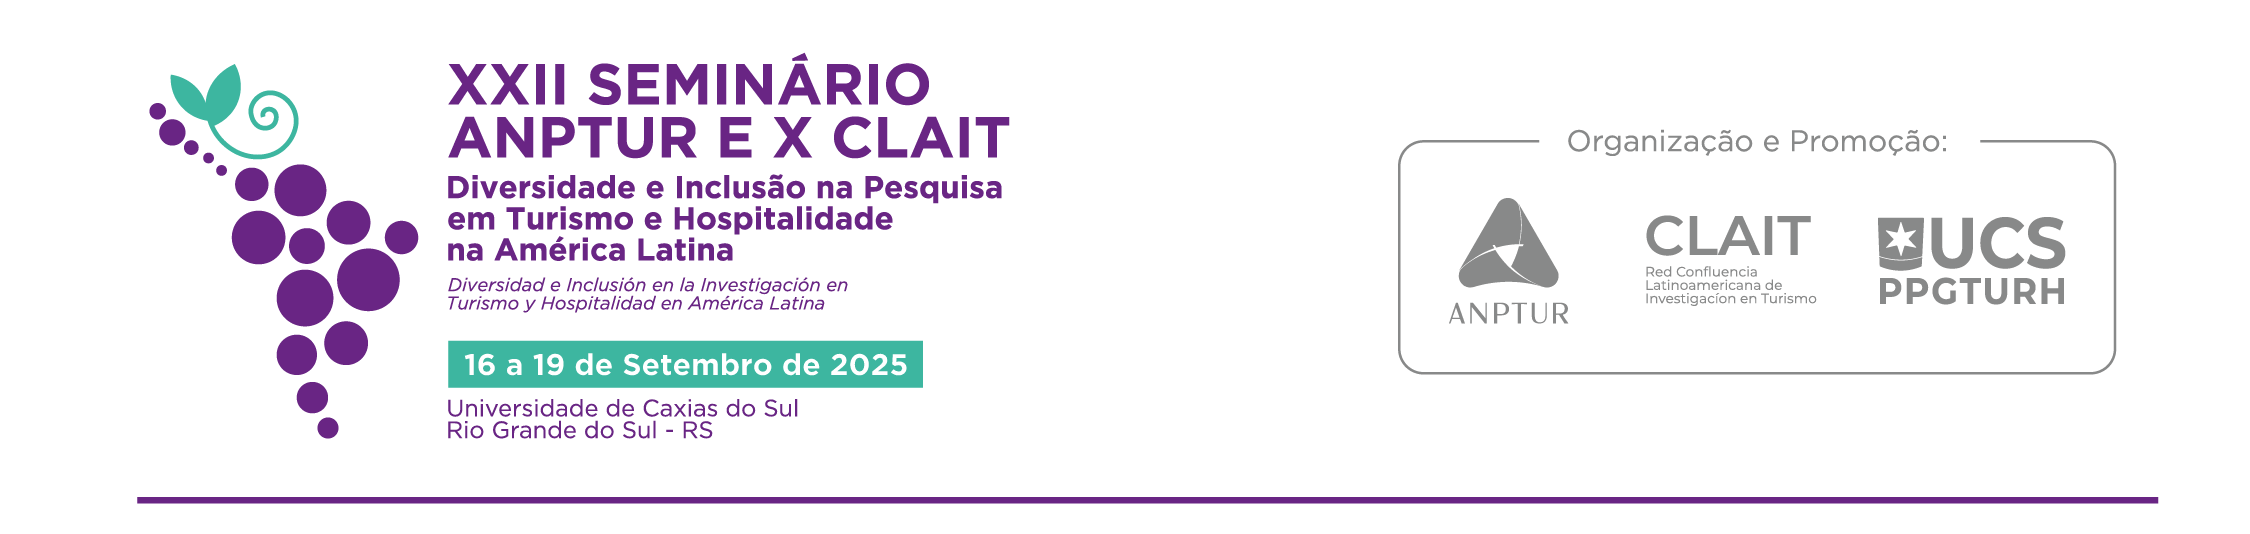 XXII SEMINÁRIO
ANPTUR E X CLAIT
Diversidade e Inclusão na Pesquisa
em Turismo e Hospitalidade
na América Latina
Diversidad e Inclusión en la Investigación en
Turismo y Hospitalidad en América Latina
16 a 19 de Setembro de 2025
Universidade de Caxias do Sul
Rio Grande do Sul - RS
Organização e Promoção:
ANPTUR
CLAIT
Red Confluencia
Latinoamericana de
Investigacíon en Turismo
UCS
PPGTURH